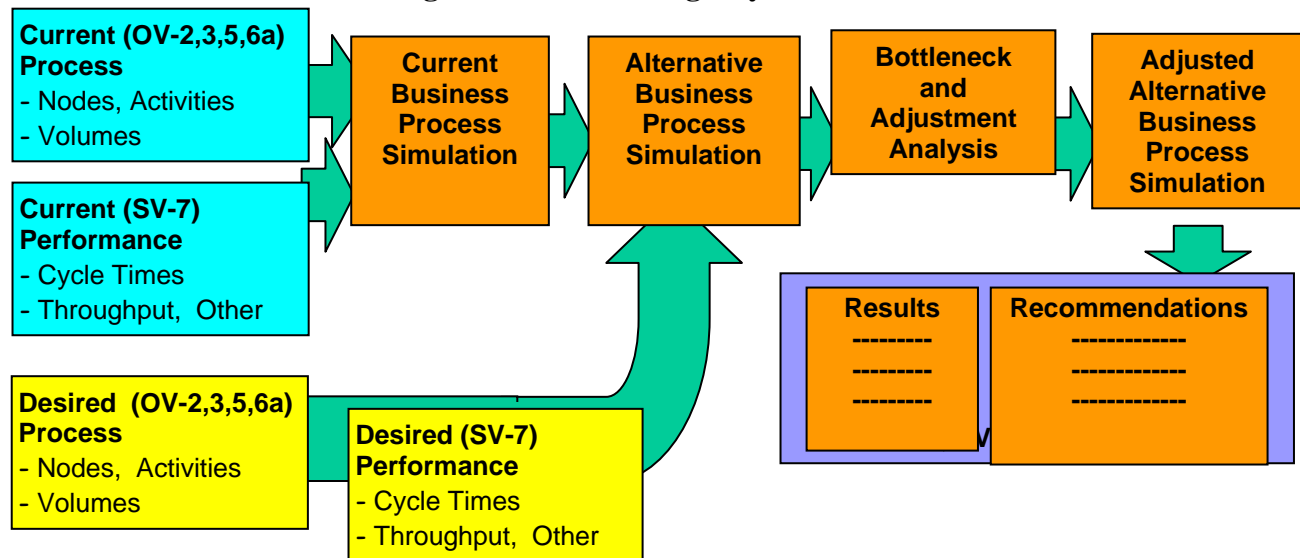 Current (OV-2,3,5,6a)
Process
- Nodes, Activities
- Volumes
Current (SV-7)
Performance
- Cycle Times
- Throughput, Other
Desired (OV-2,3,5,6a)
Process
- Nodes, Activities
- Volumes
Desired (SV-7)
Performance
- Cycle Times
- Throughput, Other
Current
Business
Process
Simulation
Alternative
Business
Process
Simulation
Bottleneck
and
Adjustment
Analysis
Adjusted
Alternative
Business
Process
Simulation
Results
---------
---------
---------
Recommendations
-------------
-------------
-------------